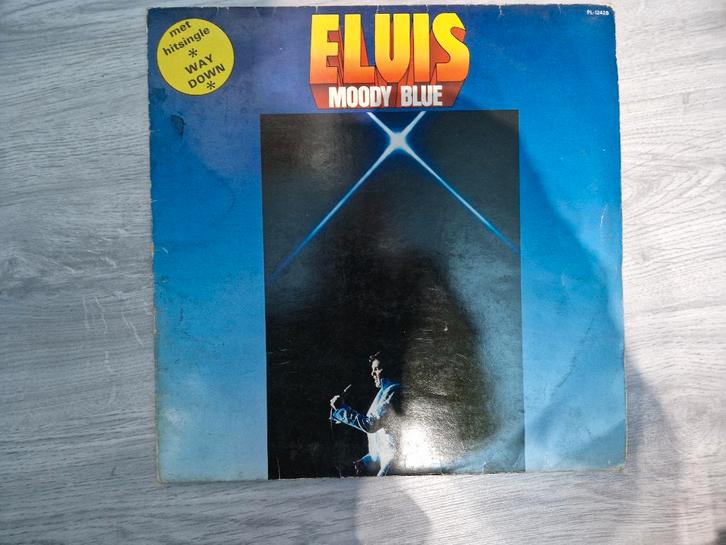 met
hitsingle
*
WAY
DOWN
*
ELVIS
MOODY BLUE
PL-12428